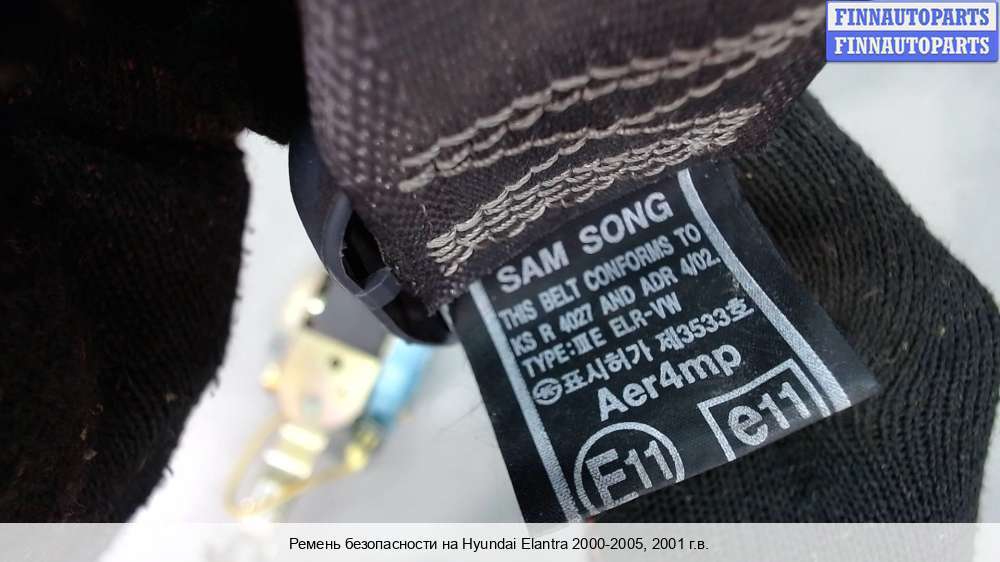 FINNAUTOPARTS
FINNAUTOPARTS
SAM SONG
THIS BELT CONFORMS TO
KS R 4027 AND ADR 4/02.
TYPE:ⅢE ELR-VW
㉿표시허가 제3533호
Aer4mp
E11
e11
Ремень безопасности на Hyundai Elantra 2000-2005, 2001 г.в.